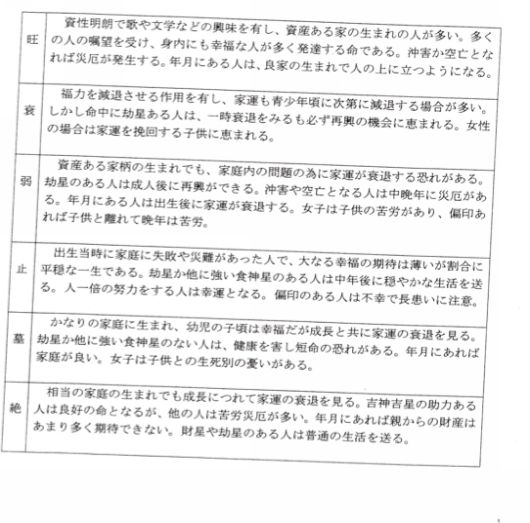 旺
資性明朗で歌や文学などの興味を有し、資産ある家の生まれの人が多い。多く
の人の嘱望を受け、身内にも幸福な人が多く発達する命である。沖害か空亡とな
れば災厄が発生する。年月にある人は、良家の生まれで人の上に立つようになる。
衰
福力を減退させる作用を有し、家運も青少年頃に次第に減退する場合が多い。
しかし命中に劫星ある人は、一時衰退をみるも必ず再興の機会に恵まれる。女性
の場合は家運を挽回する子供に恵まれる。
弱
資産ある家柄の生まれでも、家庭内の問題の為に家運が衰退する恐れがある。
劫星のある人は成人後に再興ができる。沖害や空亡となる人は中晩年に災厄があ
る。年月にある人は出生後に家運が衰退する。女子は子供の苦労があり、偏印あ
れば子供と離れて晩年は苦労。
止
出生当時に家庭に失敗や災難があった人で、大なる幸福の期待は薄いが割合に
平穏な一生である。劫星か他に強い食神星のある人は中年後に穏やかな生活を送
る。人一倍の努力をする人は幸運となる。偏印のある人は不幸で長患いに注意。
墓
かなりの家庭に生まれ、幼児の子頃は幸福だが成長と共に家運の衰退を見る。
劫星か他に強い食神星のない人は、健康を害し短命の恐れがある。年月にあれば
家庭が良い。女子は子供との生死別の憂いがある。
絶
相当の家庭の生まれでも成長につれて家運の衰退を見る。吉神吉星の助力ある
人は良好の命となるが、他の人は苦労災厄が多い。年月にあれば親からの財産は
あまり多く期待できない。財星や劫星のある人は普通の生活を送る。